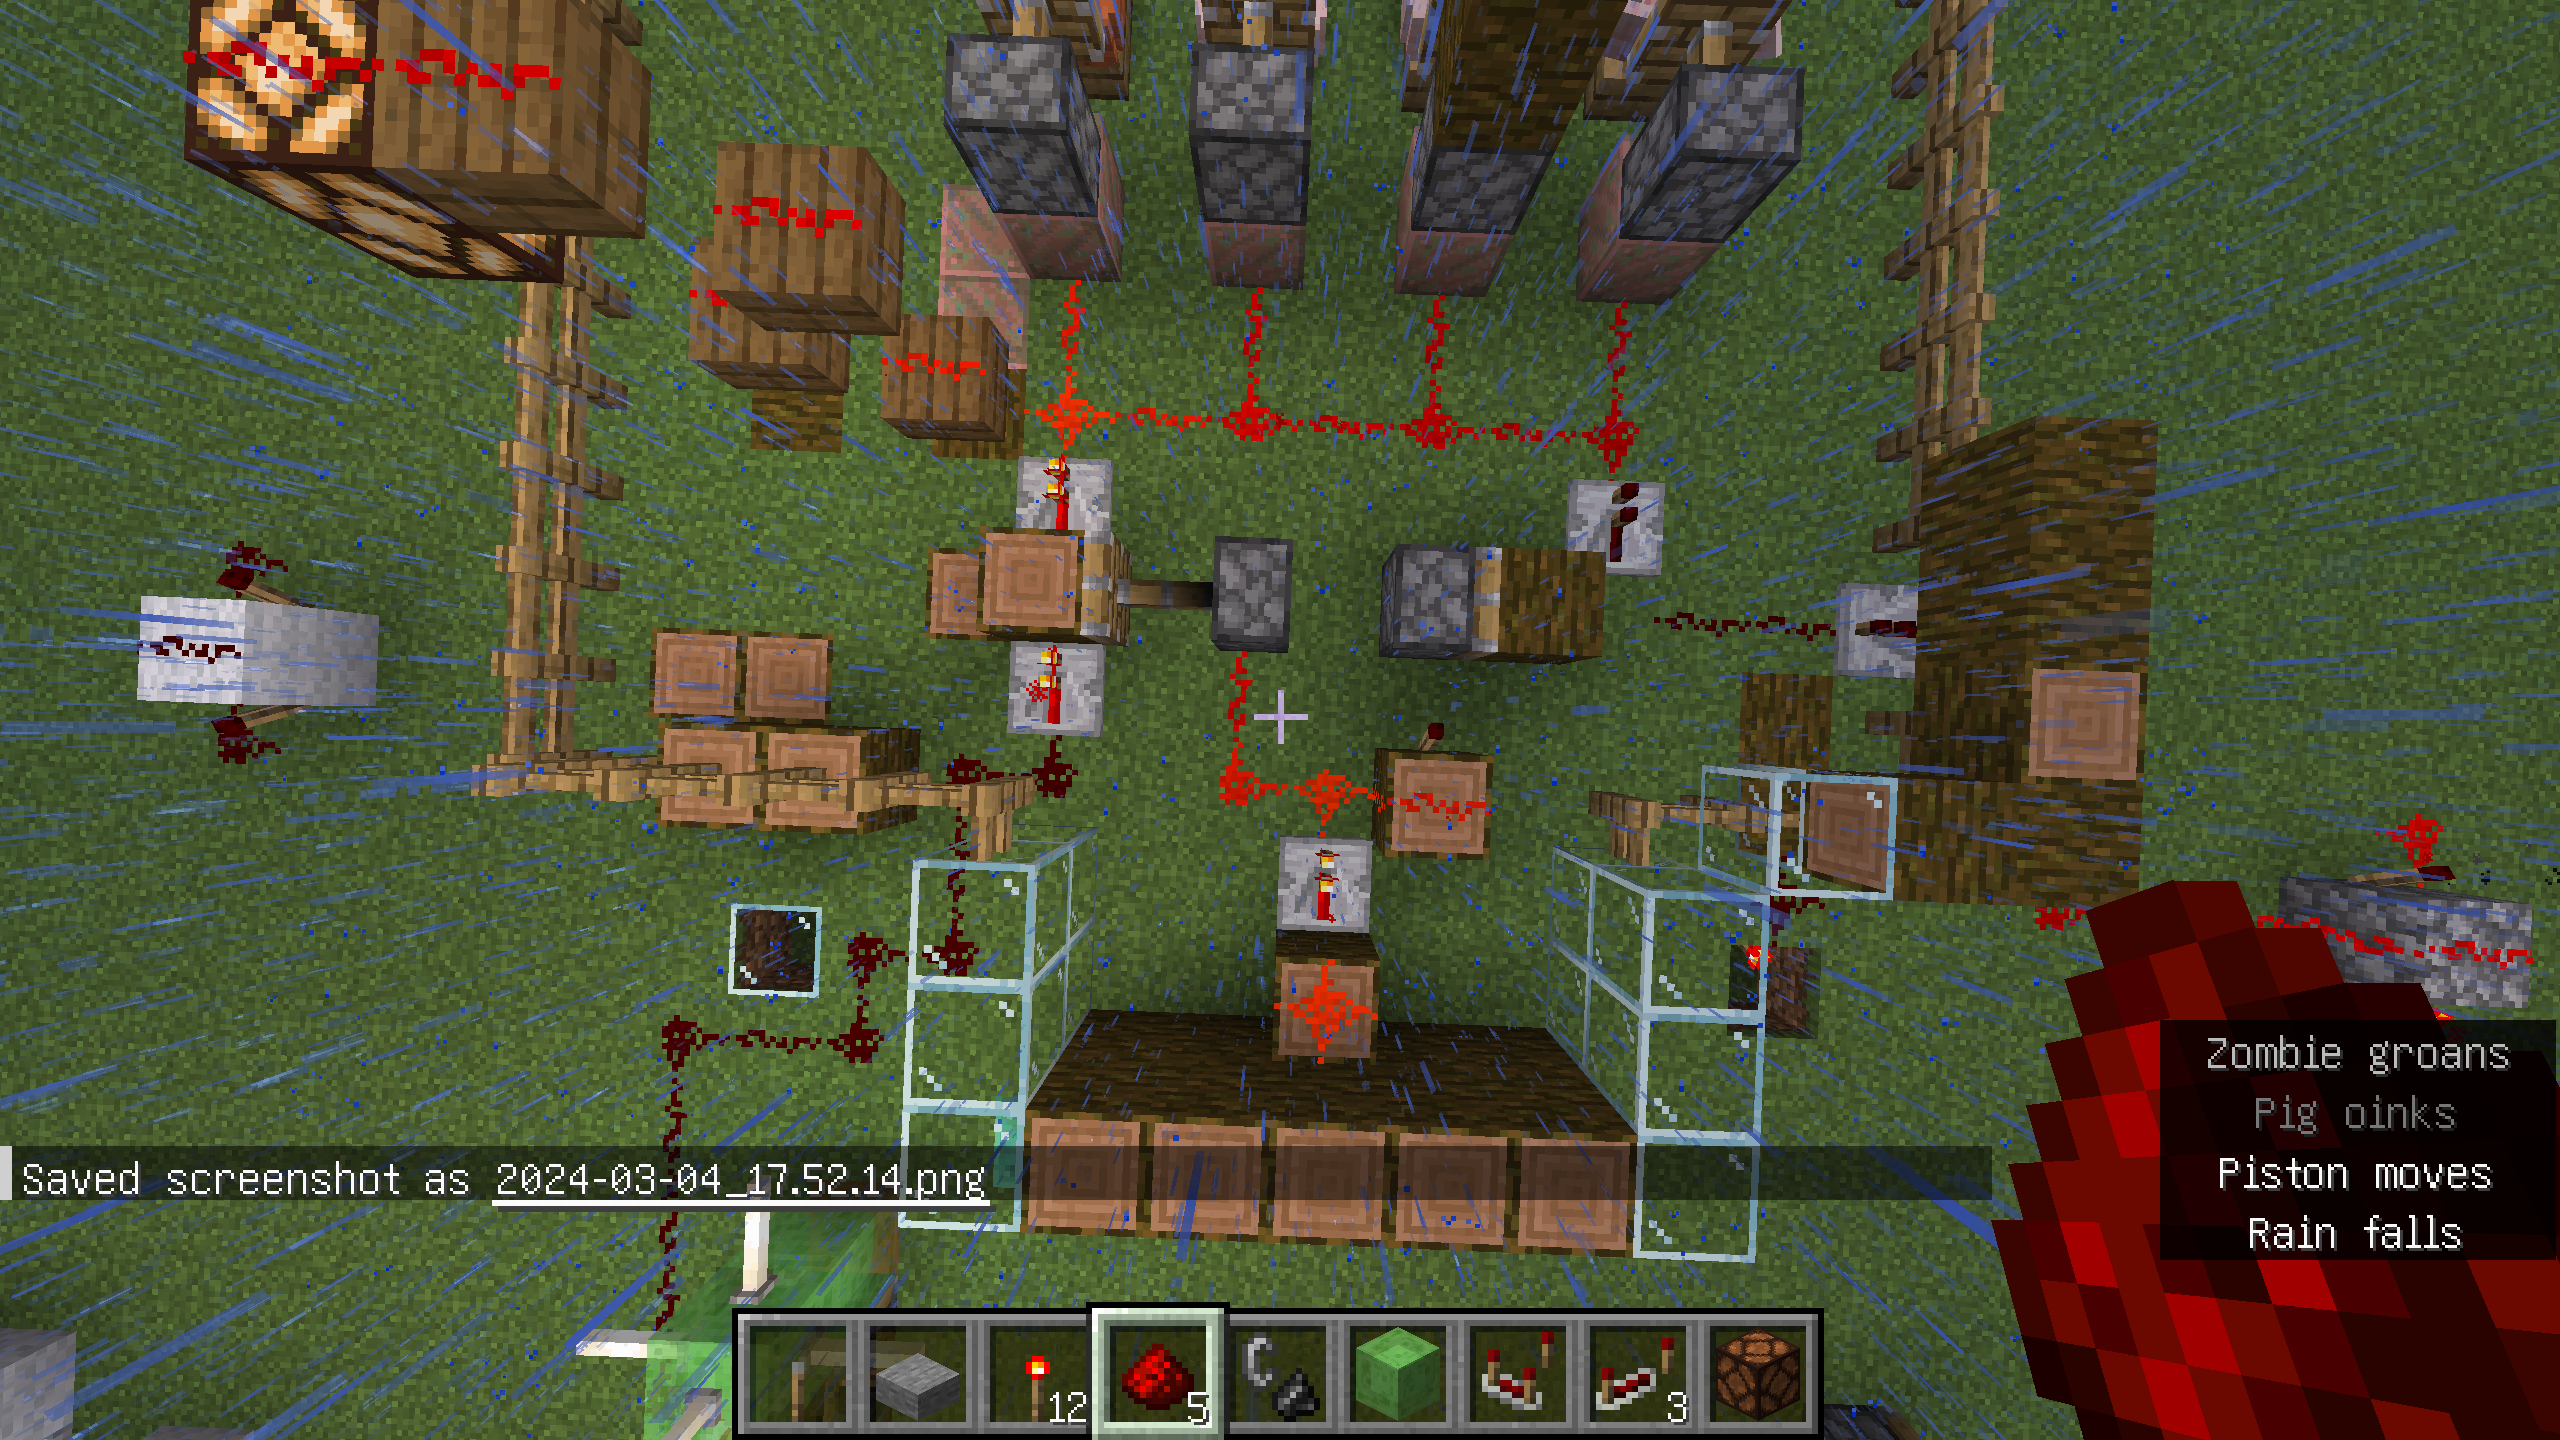 Zombie groans
Pig oinks
Piston moves
Rain falls
Saved screenshot as 2024-03-04_17.52.14.png
12
5
3